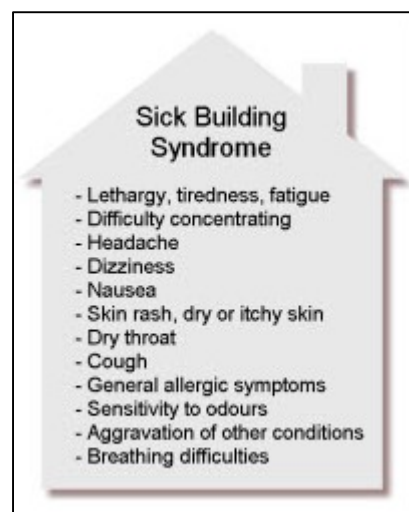 Sick Building
Syndrome
- Lethargy, tiredness, fatigue
- Difficulty concentrating
- Headache
- Dizziness
- Nausea
- Skin rash, dry or itchy skin
- Dry throat
- Cough
- General allergic symptoms
- Sensitivity to odours
- Aggravation of other conditions
- Breathing difficulties